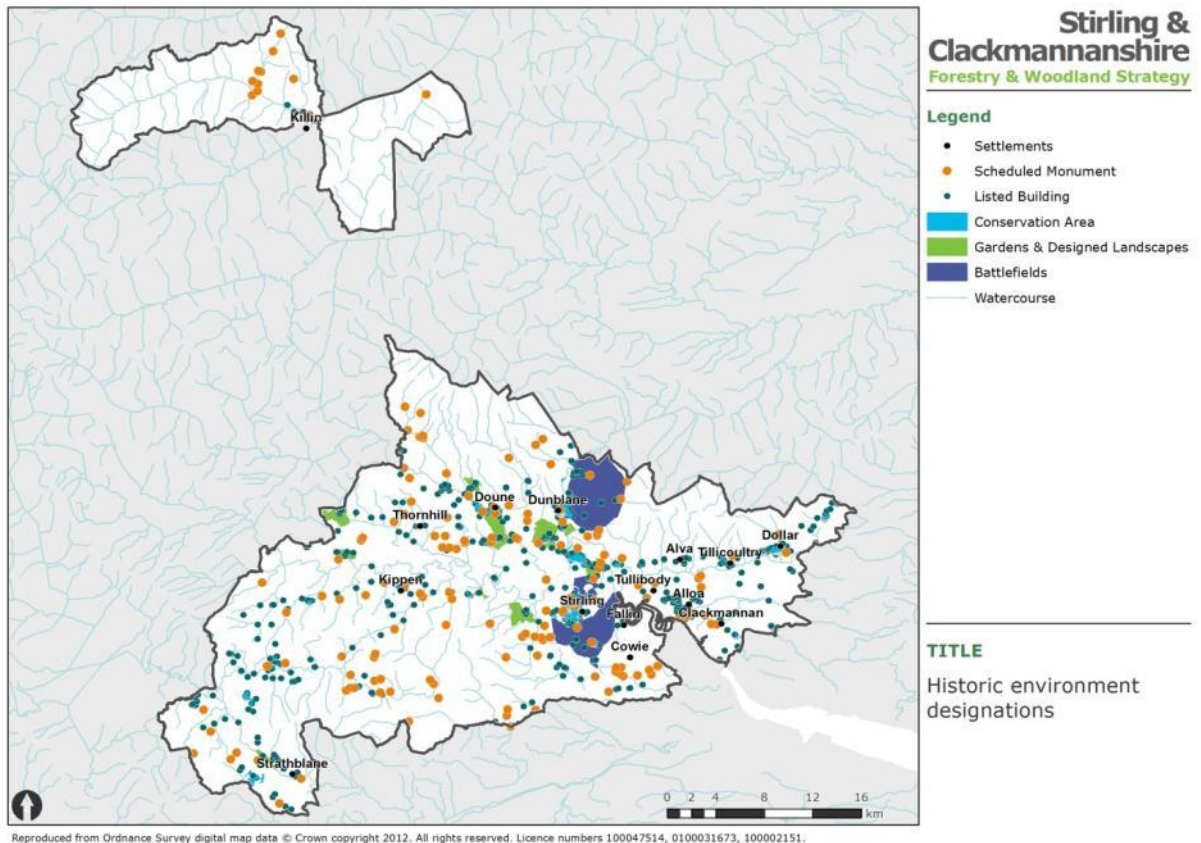 Stirling &
Clackmannanshire
Forestry & Woodland Strategy
Legend
Settlements
Scheduled Monument
Listed Building
Conservation Area
Gardens & Designed Landscapes
Battlefields
Watercourse
Killin
Doune
Dunblane
Thornhill
Dollar
Alva
Tillicoultry
Kippen
Tullibody
Alloa
Stirling
Fallin
Clackmannan
Cowie
Strathblane
TITLE
Historic environment
designations
0 2 4 8 12 16
km
Reproduced from Ordnance Survey digital map data © Crown copyright 2012. All rights reserved. Licence numbers 100047514, 0100031673, 100002151.